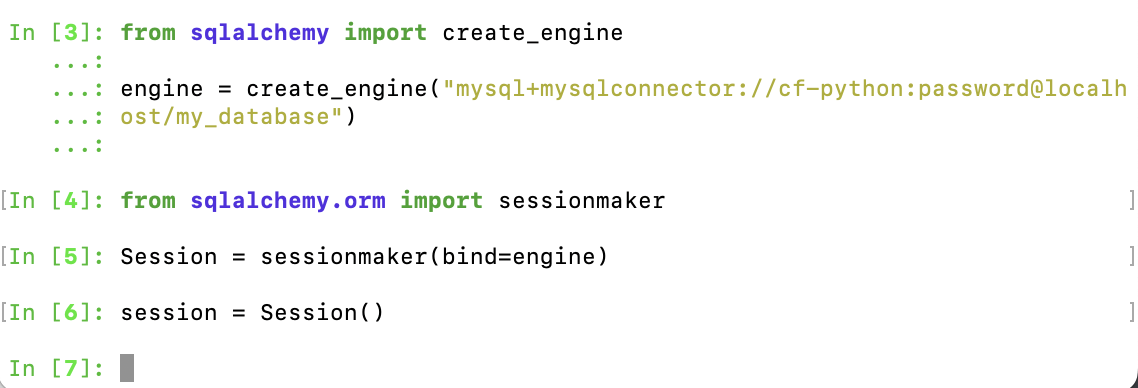 In [3]: from sqlalchemy import create_engine
...:
...: engine = create_engine("mysql+mysqlconnector://cf-python:password@localh
...: ost/my_database")
...:
[In [4]: from sqlalchemy.orm import sessionmaker ]
[In [5]: Session = sessionmaker(bind=engine) ]
[In [6]: session = Session() ]
In [7]: